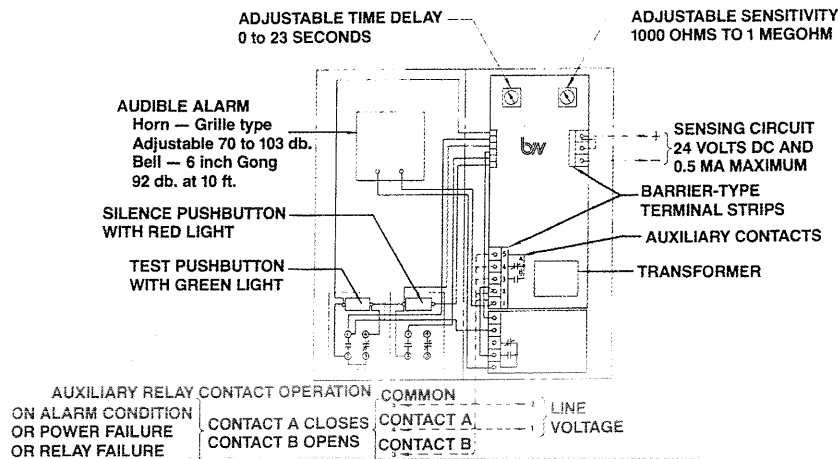 ADJUSTABLE TIME DELAY
0 to 23 SECONDS
ADJUSTABLE SENSITIVITY
1000 OHMS TO 1 MEGOHM
AUDIBLE ALARM
Horn — Grille type
Adjustable 70 to 103 db.
Bell — 6 inch Gong
92 db. at 10 ft.
SILENCE PUSHBUTTON
WITH RED LIGHT
TEST PUSHBUTTON
WITH GREEN LIGHT
bw
SENSING CIRCUIT
24 VOLTS DC AND
0.5 MA MAXIMUM
BARRIER-TYPE
TERMINAL STRIPS
AUXILIARY CONTACTS
TRANSFORMER
AUXILIARY RELAY CONTACT OPERATION
ON ALARM CONDITION
OR POWER FAILURE
OR RELAY FAILURE
CONTACT A CLOSES
CONTACT B OPENS
COMMON
CONTACT A
CONTACT B
LINE
VOLTAGE